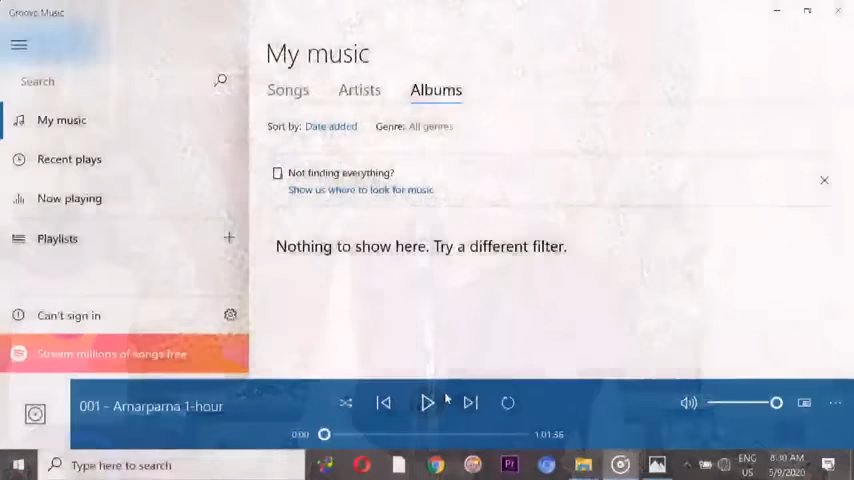 Groove Music
Search
My music
Recent plays
Now playing
Playlists
Can't sign in
Stream millions of songs free
My music
Songs Artists Albums
Sort by: Date added Genre: All genres
Not finding everything?
Show us where to look for music
Nothing to show here. Try a different filter.
001 - Amarparna 1-hour
0:00
1:01:36
Type here to search
Pr
ENG
US
8:30 AM
5/9/2020